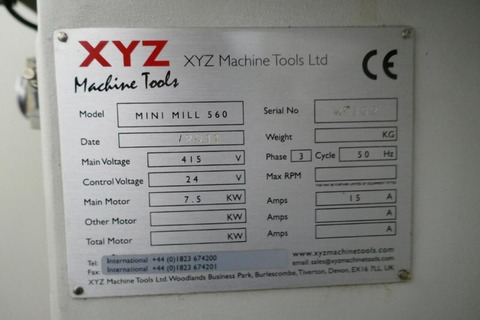 XYZ XYZ Machine Tools Ltd CE
Machine Tools
Model MINI MILL 560 Serial No
Date Weight KG
Main Voltage 415 V Phase 3 Cycle 50 Hz
Control Voltage 24 V Max RPM
Main Motor 7.5 KW Amps 15 A
Other Motor KW Amps A
Total Motor KW Amps A
Tel: International +44 (0)1823 674200 www.xyzmachinetools.com
Fax: International +44 (0)1823 674201 email: sales@xyzmachinetools.com
XYZ Machine Tools Ltd. Woodlands Business Park, Burlescombe, Tiverton, Devon, EX16 7LL, UK